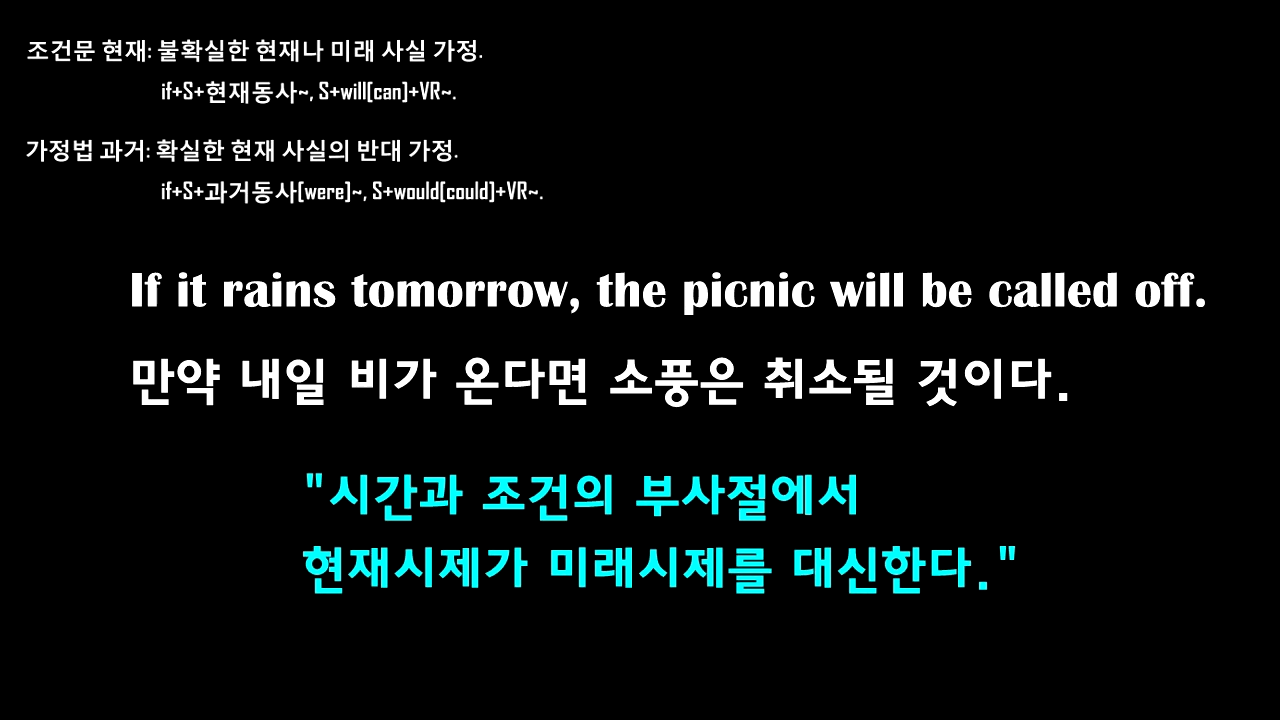 조건문 현재: 불확실한 현재나 미래 사실 가정.
if+S+현재동사~, S+will[can]+VR~.
가정법 과거: 확실한 현재 사실의 반대 가정.
if+S+과거동사[were]~, S+would[could]+VR~.
If it rains tomorrow, the picnic will be called off.
만약 내일 비가 온다면 소풍은 취소될 것이다.
"시간과 조건의 부사절에서
현재시제가 미래시제를 대신한다."